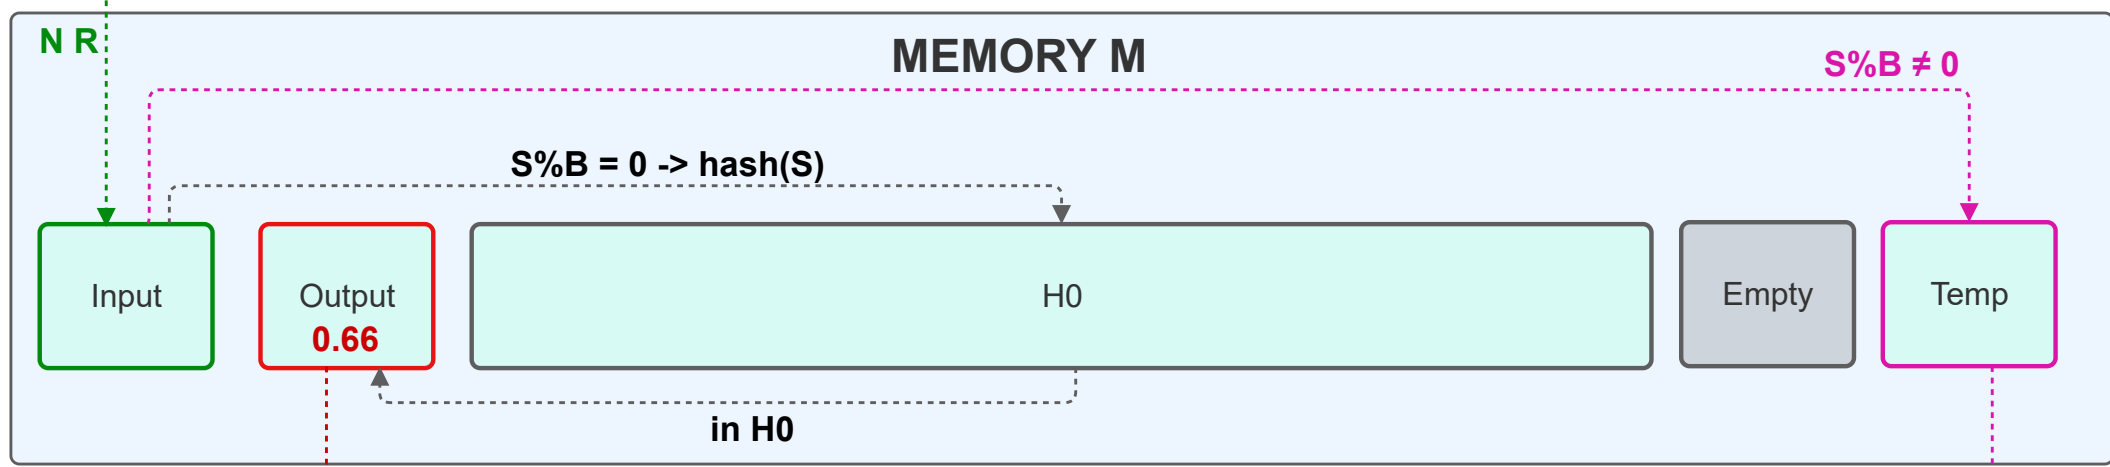 N R
MEMORY M
S%B ≠ 0
S%B = 0 -> hash(S)
Input
Output
0.66
H0
Empty
Temp
in H0